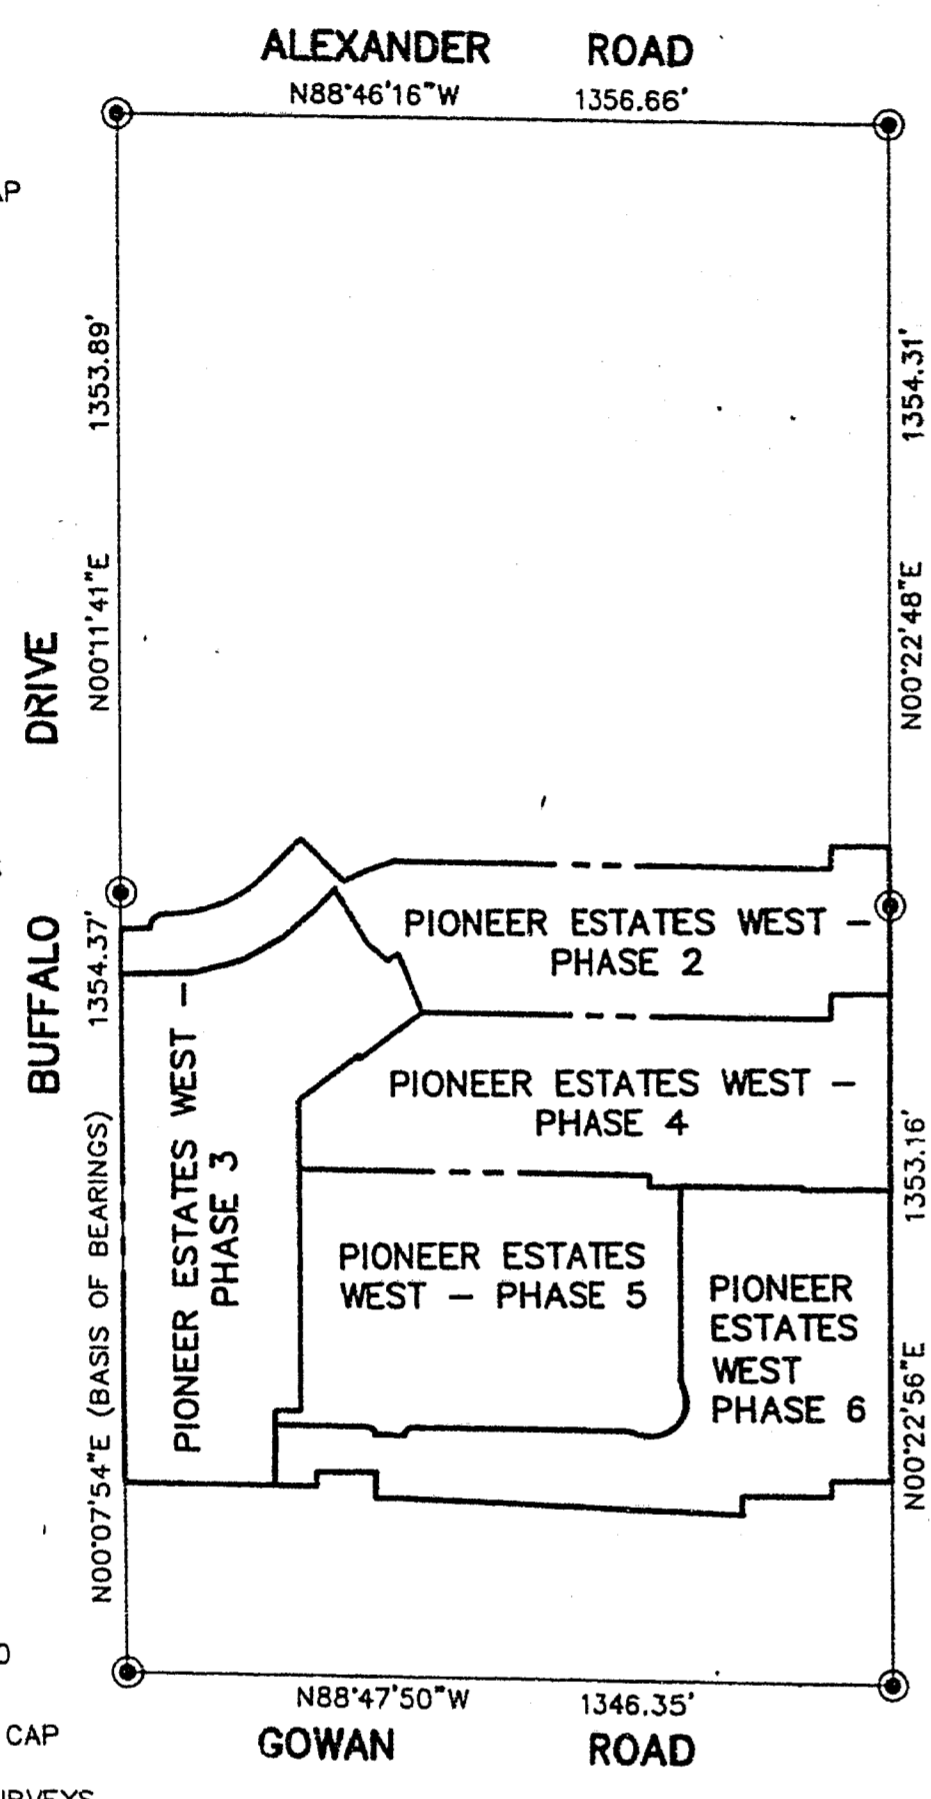 ALEXANDER ROAD
N88°46'16"W 1356.66'
AP
1353.89'
N00°11'41"E
1354.31'
N00°22'48"E
BUFFALO DRIVE
1354.37'
N00°07'54"E (BASIS OF BEARINGS)
PIONEER ESTATES WEST –
PHASE 2
PIONEER ESTATES WEST –
PHASE 3
PIONEER ESTATES WEST –
PHASE 4
PIONEER ESTATES
WEST – PHASE 5
PIONEER
ESTATES
WEST
PHASE 6
1353.16'
N00°22'56"E
N88°47'50"W 1346.35'
GOWAN ROAD
CAP